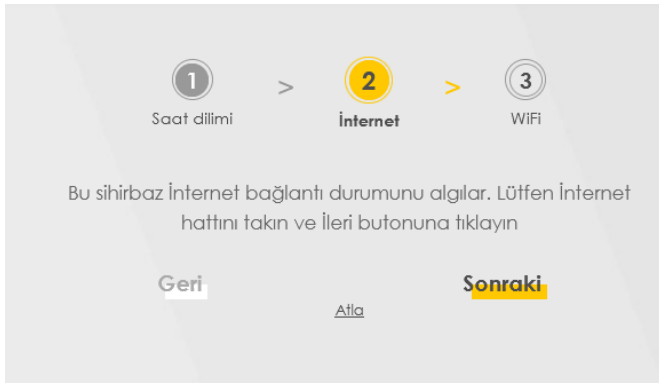 1 > 2 > 3
Saat dilimi İnternet WiFi
Bu sihirbaz İnternet bağlantı durumunu algılar. Lütfen İnternet
hattını takın ve İleri butonuna tıklayın
Geri Sonraki
Atla